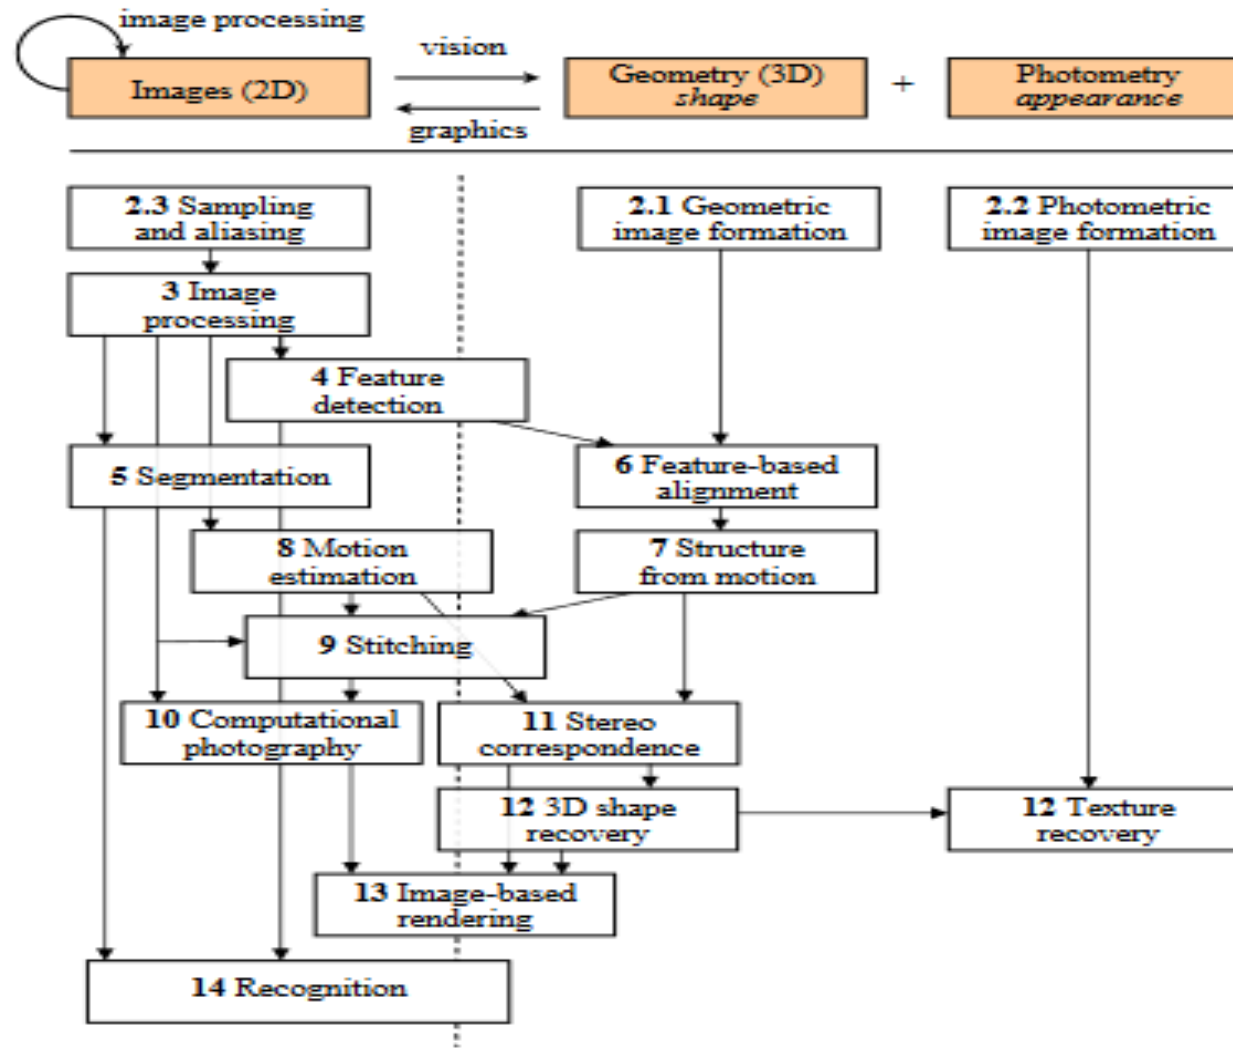 image processing
vision
Images (2D)
Geometry (3D)
shape
+
Photometry
appearance
graphics
2.3 Sampling
and aliasing
2.1 Geometric
image formation
2.2 Photometric
image formation
3 Image
processing
4 Feature
detection
5 Segmentation
6 Feature-based
alignment
8 Motion
estimation
7 Structure
from motion
9 Stitching
10 Computational
photography
11 Stereo
correspondence
12 3D shape
recovery
12 Texture
recovery
13 Image-based
rendering
14 Recognition